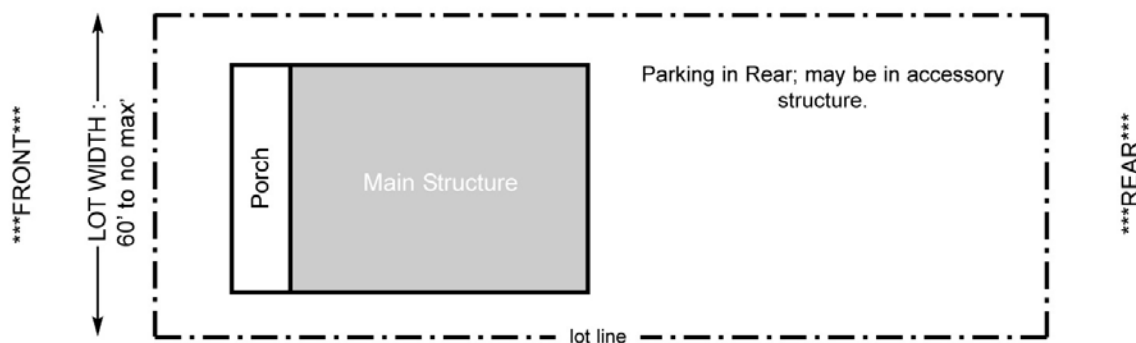 ***FRONT***
LOT WIDTH :
60' to no max'
Porch
Main Structure
Parking in Rear; may be in accessory
structure.
***REAR***
lot line